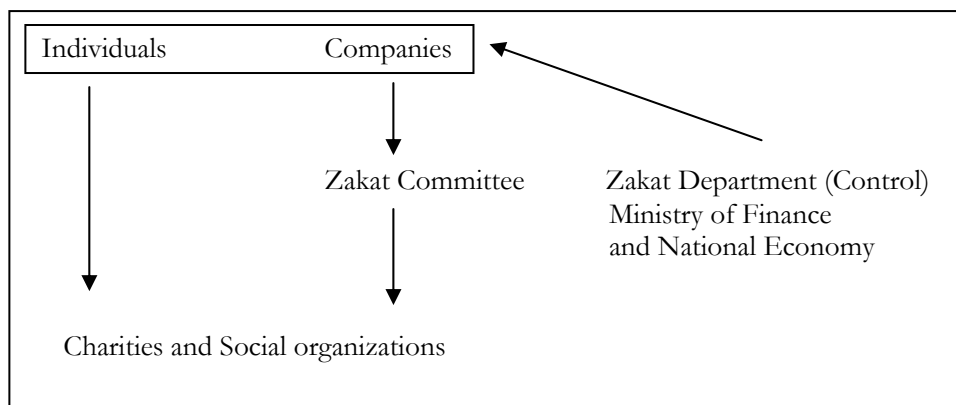 Individuals Companies
Zakat Committee
Zakat Department (Control)
Ministry of Finance
and National Economy
Charities and Social organizations